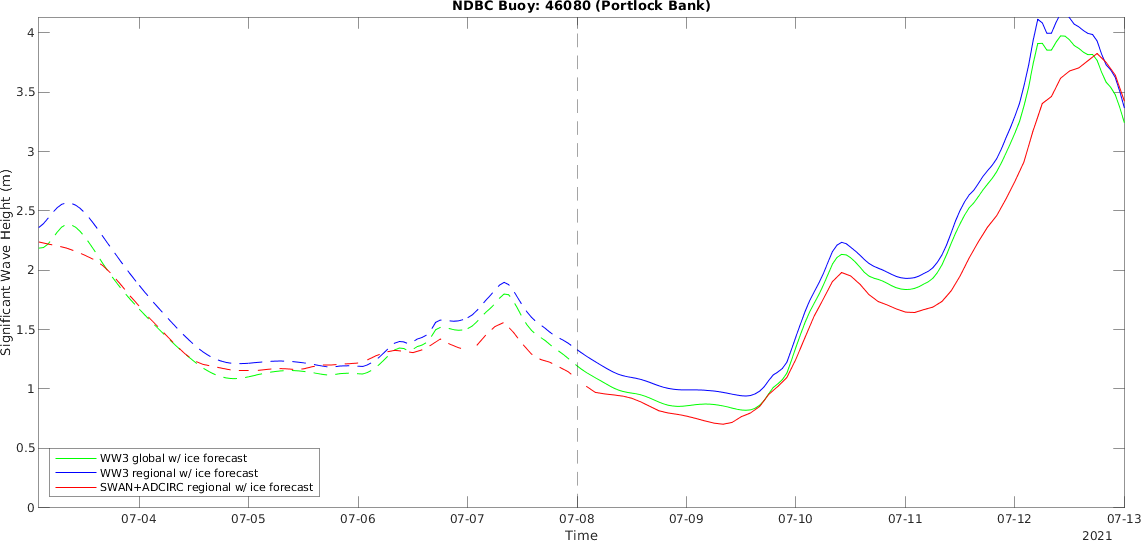 NDBC Buoy: 46080 (Portlock Bank)
4
3.5
3
2.5
2
1.5
1
0.5
0
Significant Wave Height (m)
WW3 global w/ ice forecast
WW3 regional w/ ice forecast
SWAN+ADCIRC regional w/ ice forecast
07-04 07-05 07-06 07-07 07-08 07-09 07-10 07-11 07-12 07-13
Time
2021